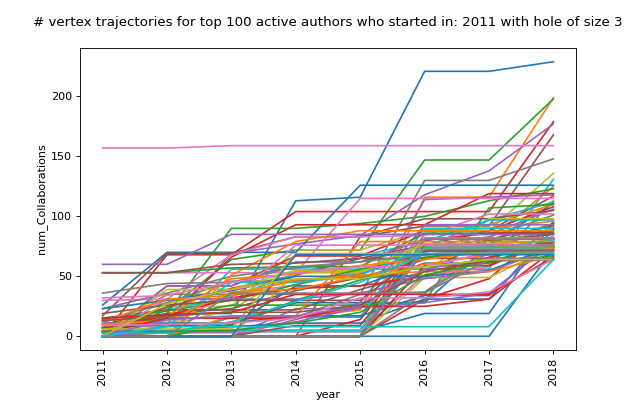 # vertex trajectories for top 100 active authors who started in: 2011 with hole of size 3
num_Collaborations
200
150
100
50
0
2011 2012 2013 2014 2015 2016 2017 2018
year